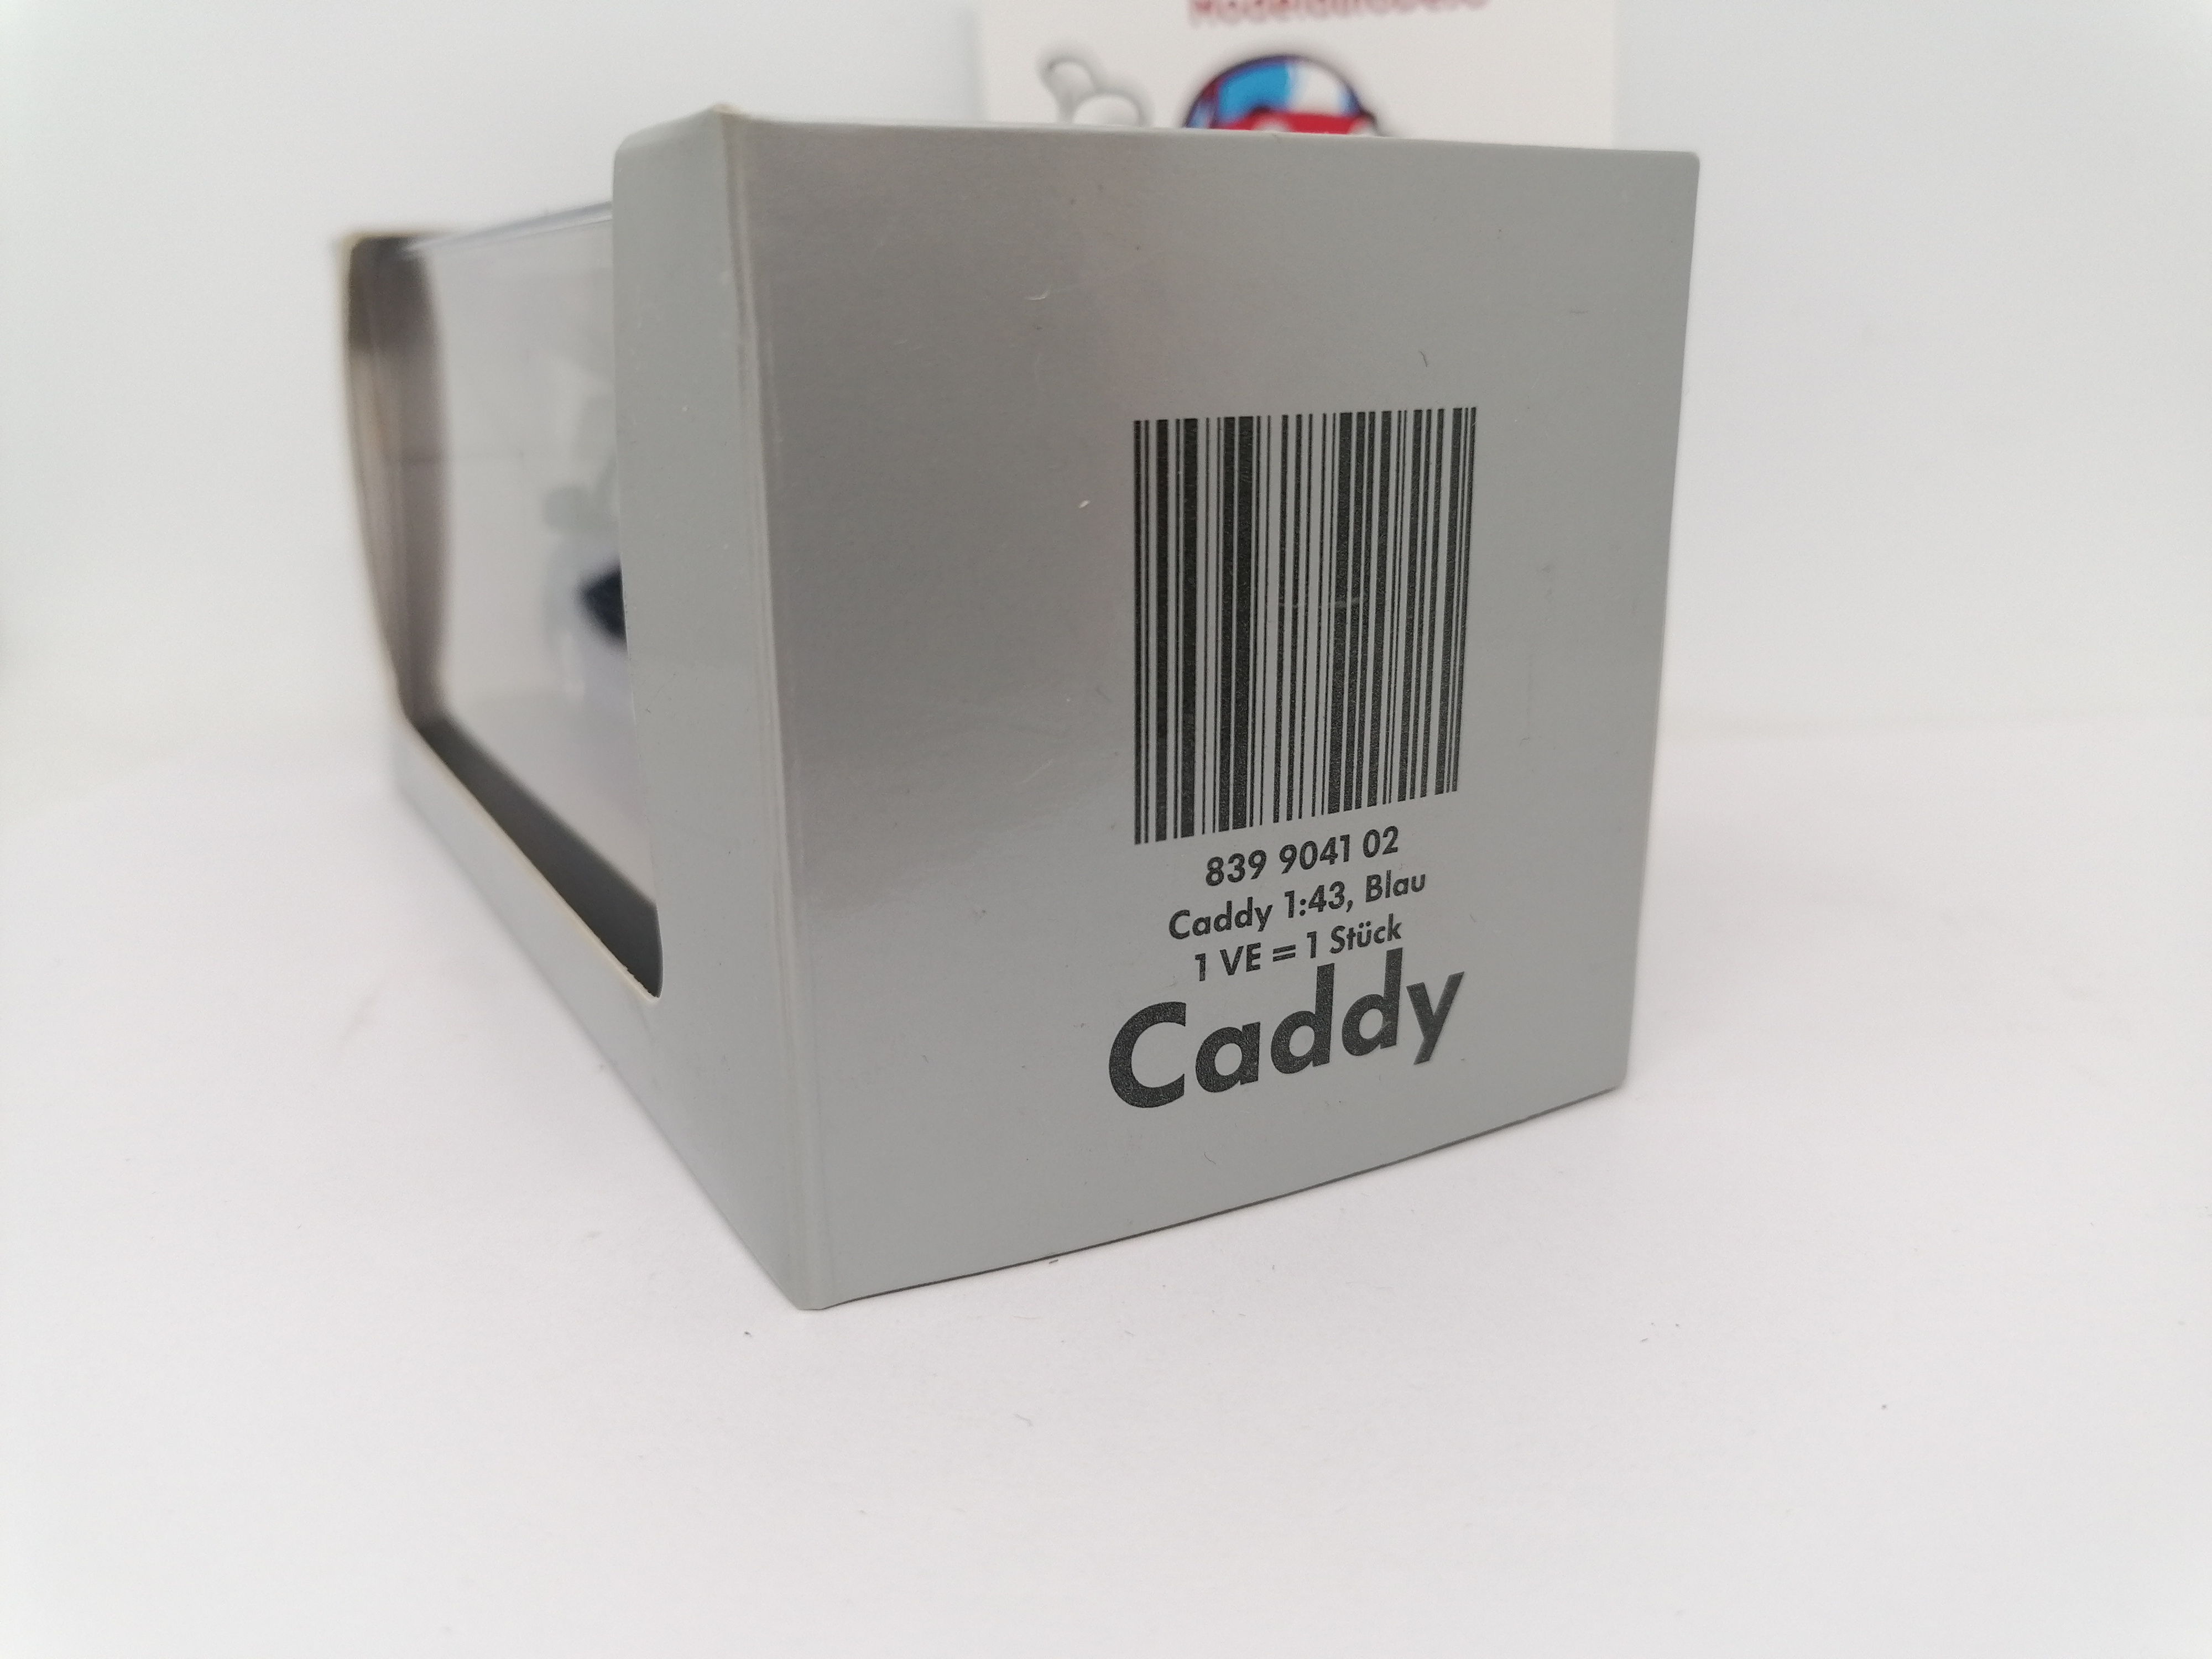 839 9041 02
Caddy 1:43, Blau
1 VE = 1 Stück
Caddy